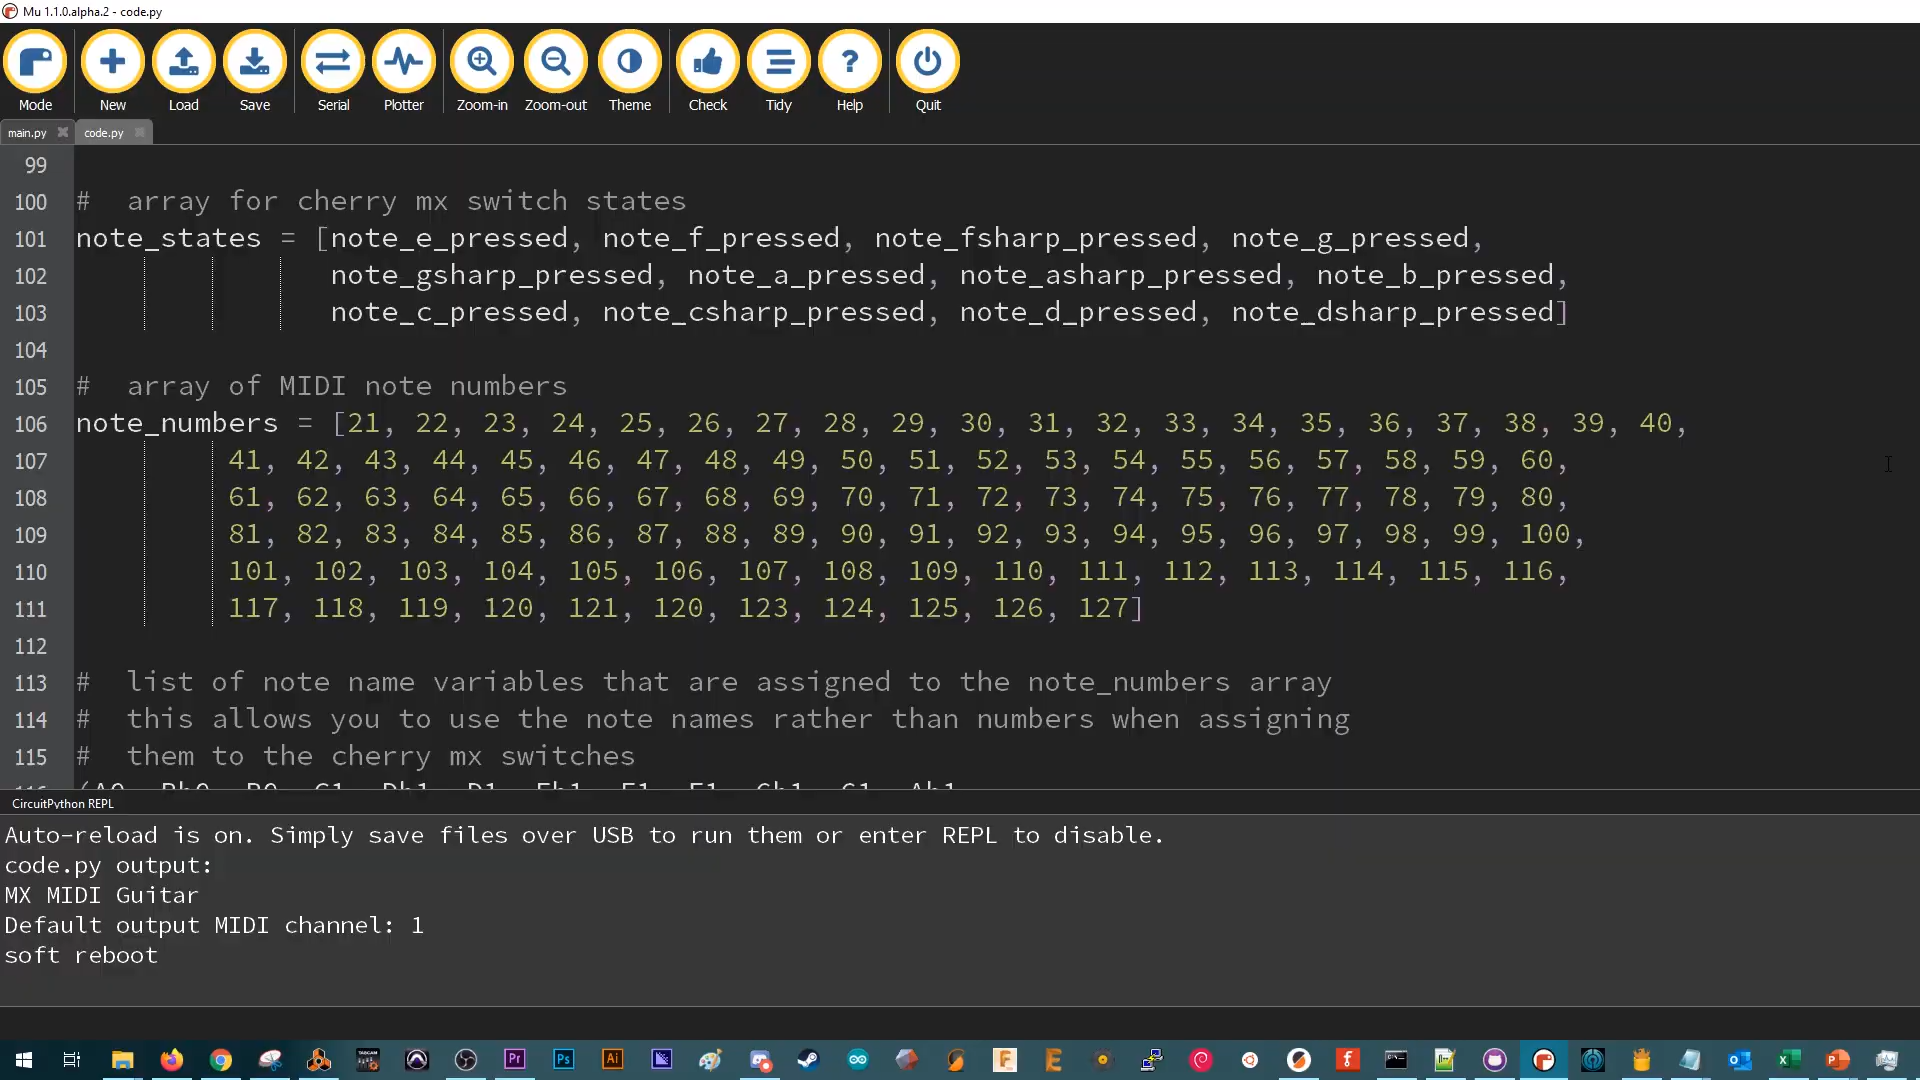 Mu 1.1.0.alpha.2 - code.py
Mode New Load Save Serial Plotter Zoom-in Zoom-out Theme Check Tidy Help Quit
main.py code.py
99
100 #  array for cherry mx switch states
101 note_states = [note_e_pressed, note_f_pressed, note_fsharp_pressed, note_g_pressed,
102 note_gsharp_pressed, note_a_pressed, note_asharp_pressed, note_b_pressed,
103 note_c_pressed, note_csharp_pressed, note_d_pressed, note_dsharp_pressed]
104
105 #  array of MIDI note numbers
106 note_numbers = [21, 22, 23, 24, 25, 26, 27, 28, 29, 30, 31, 32, 33, 34, 35, 36, 37, 38, 39, 40,
107 41, 42, 43, 44, 45, 46, 47, 48, 49, 50, 51, 52, 53, 54, 55, 56, 57, 58, 59, 60,
108 61, 62, 63, 64, 65, 66, 67, 68, 69, 70, 71, 72, 73, 74, 75, 76, 77, 78, 79, 80,
109 81, 82, 83, 84, 85, 86, 87, 88, 89, 90, 91, 92, 93, 94, 95, 96, 97, 98, 99, 100,
110 101, 102, 103, 104, 105, 106, 107, 108, 109, 110, 111, 112, 113, 114, 115, 116,
111 117, 118, 119, 120, 121, 120, 123, 124, 125, 126, 127]
112
113 #  list of note name variables that are assigned to the note_numbers array
114 #  this allows you to use the note names rather than numbers when assigning
115 #  them to the cherry mx switches
CircuitPython REPL
Auto-reload is on. Simply save files over USB to run them or enter REPL to disable.
code.py output:
MX MIDI Guitar
Default output MIDI channel: 1
soft reboot